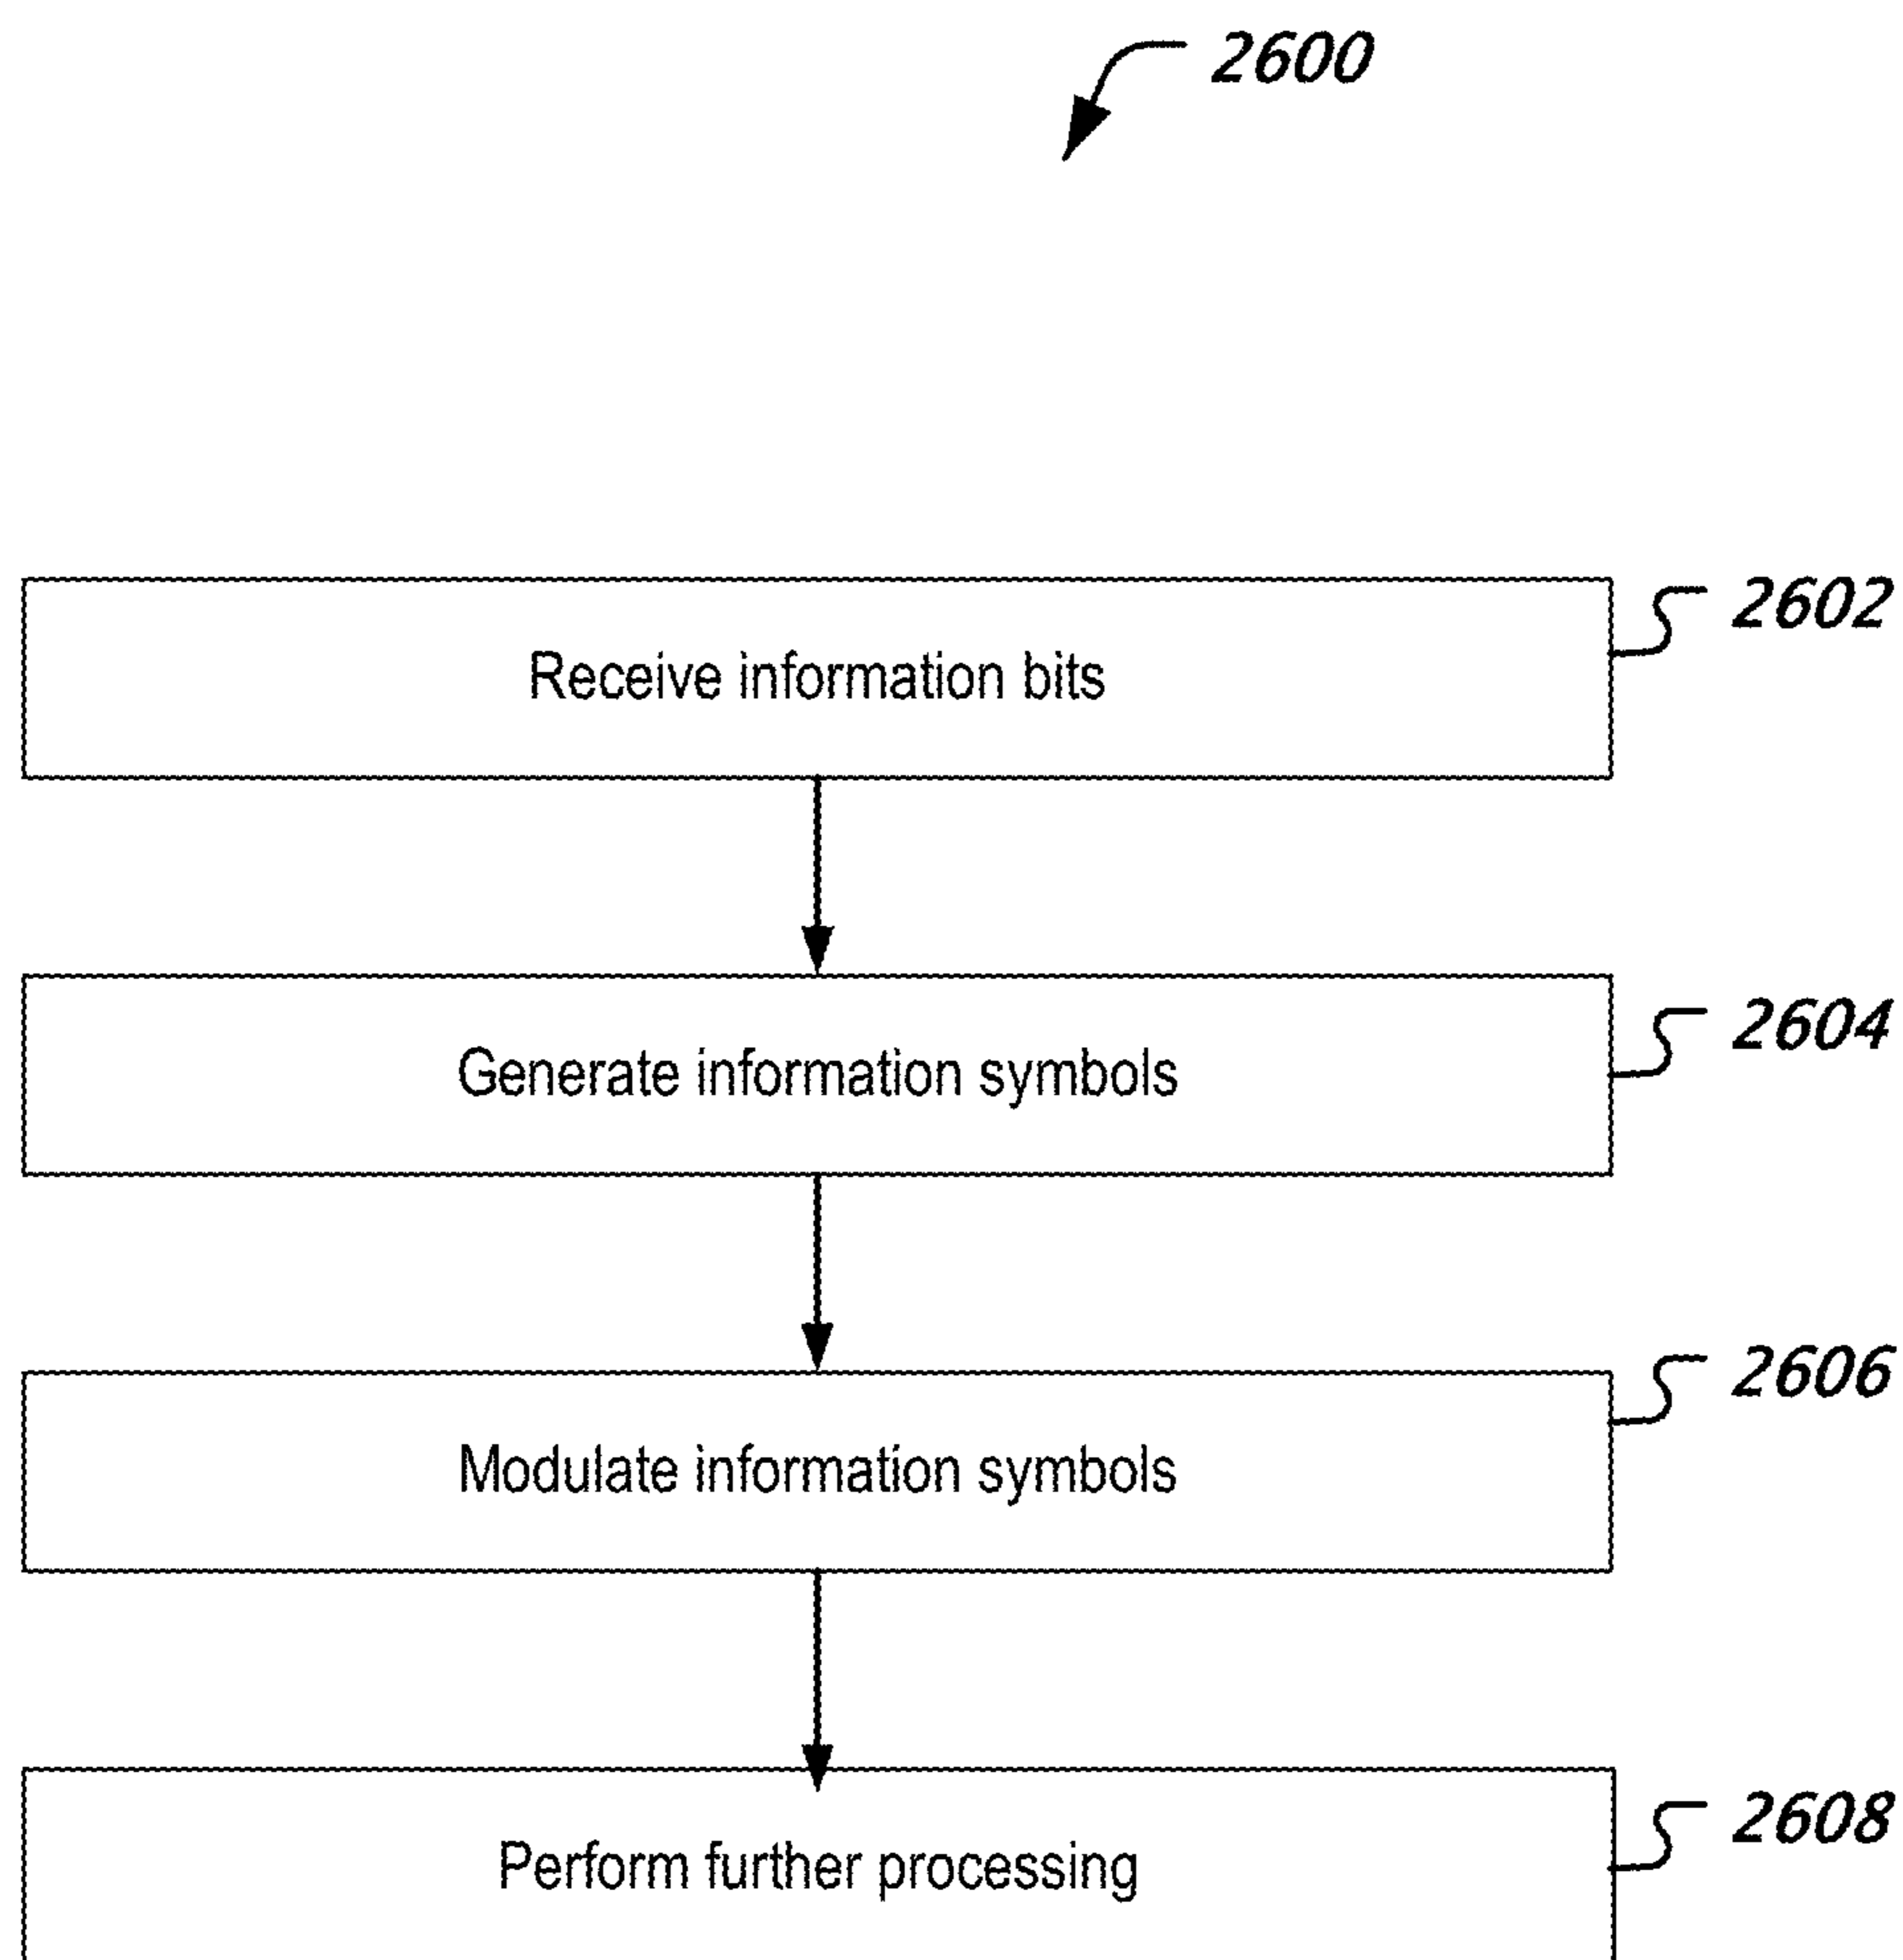 2600
Receive information bits
2602
Generate information symbols
2604
Modulate information symbols
2606
Perform further processing
2608